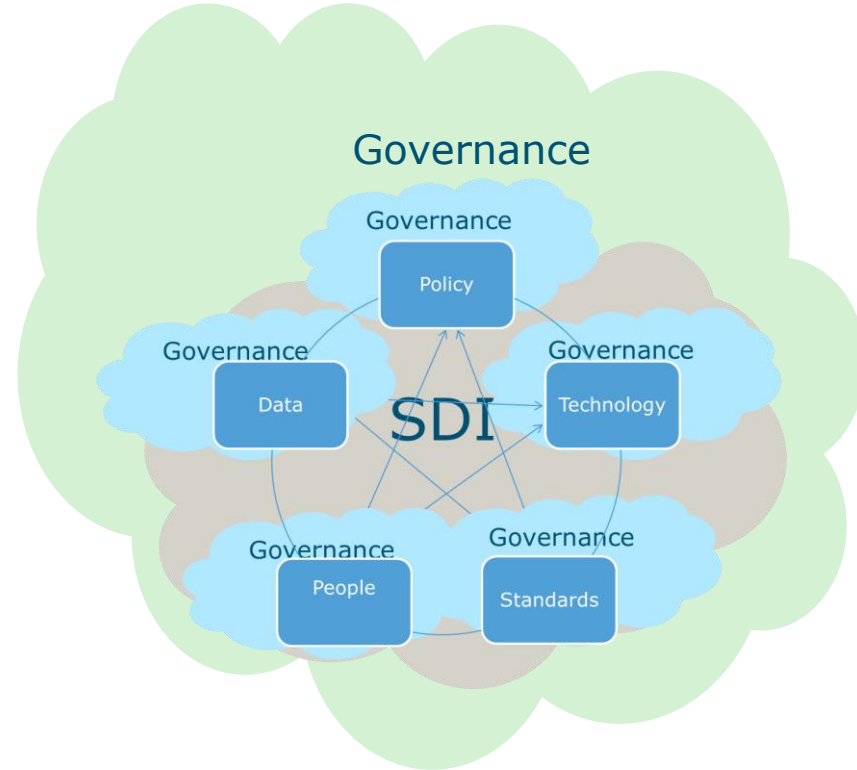 Governance
Governance
Policy
Governance
Governance
Data
Technology
SDI
Governance
Governance
People
Standards